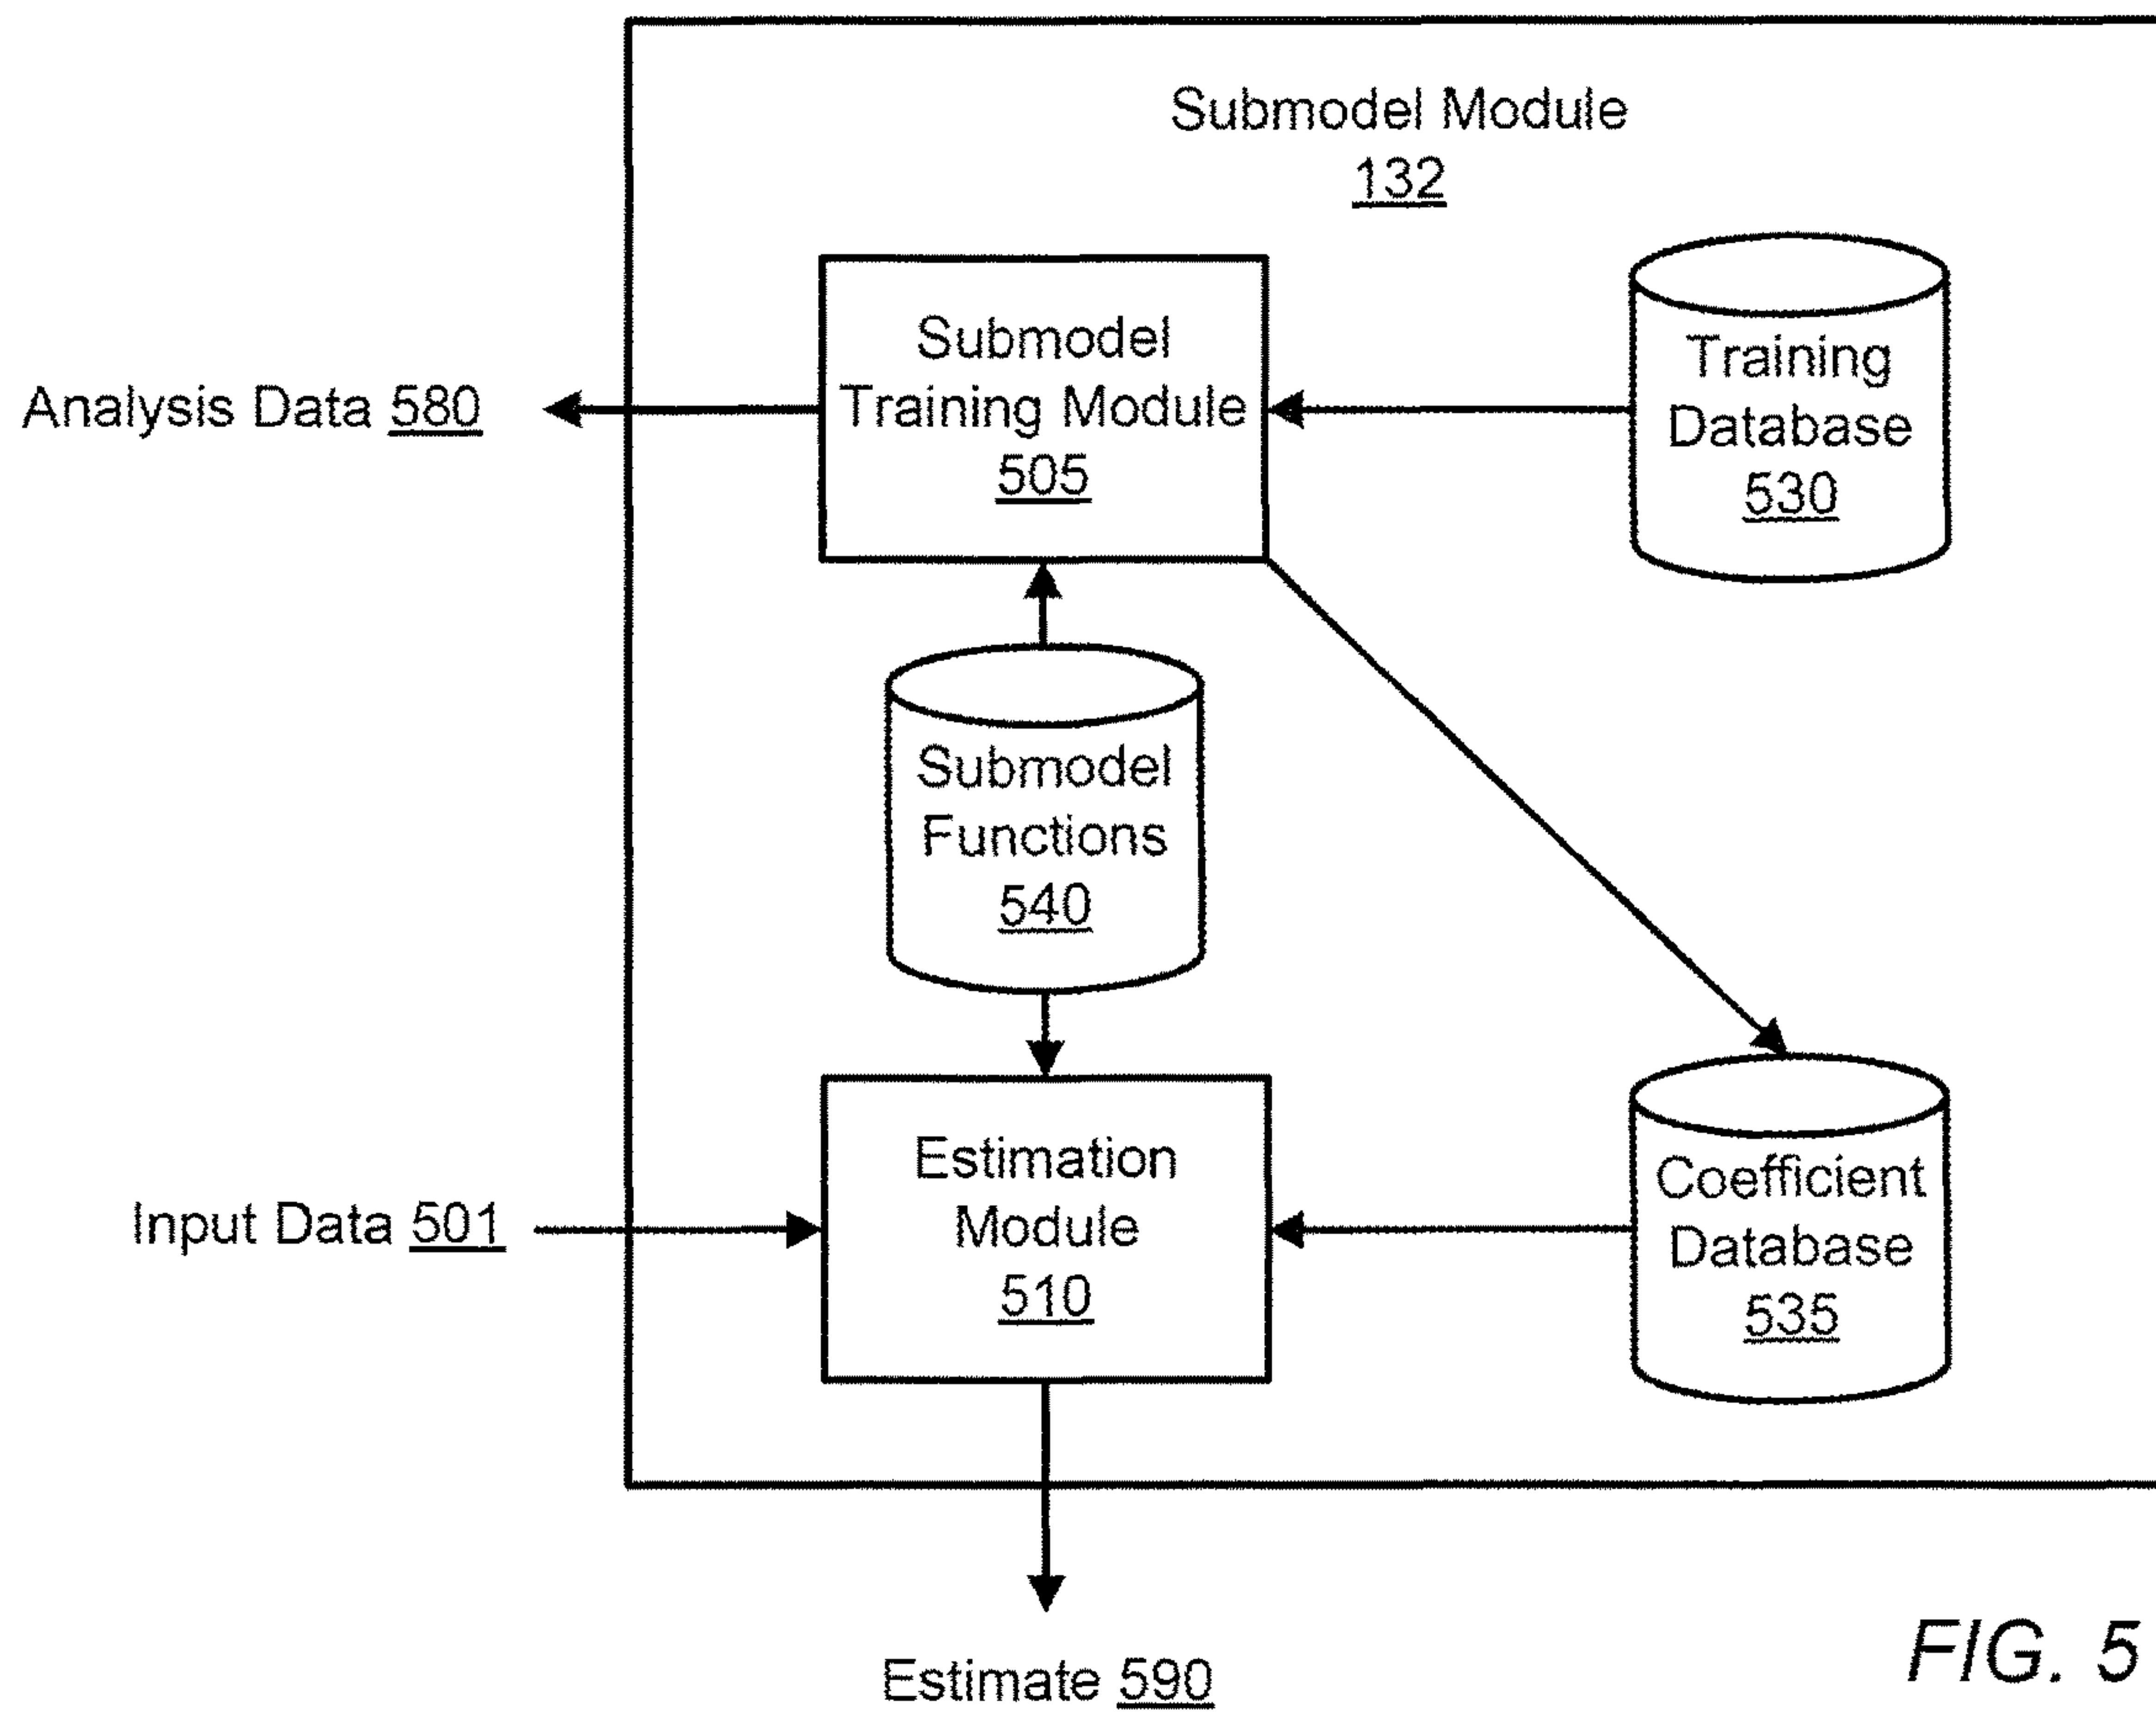 Submodel Module
132
Submodel
Training Module
505
Training
Database
530
Analysis Data 580
Submodel
Functions
540
Estimation
Module
510
Coefficient
Database
535
Input Data 501
Estimate 590
FIG. 5